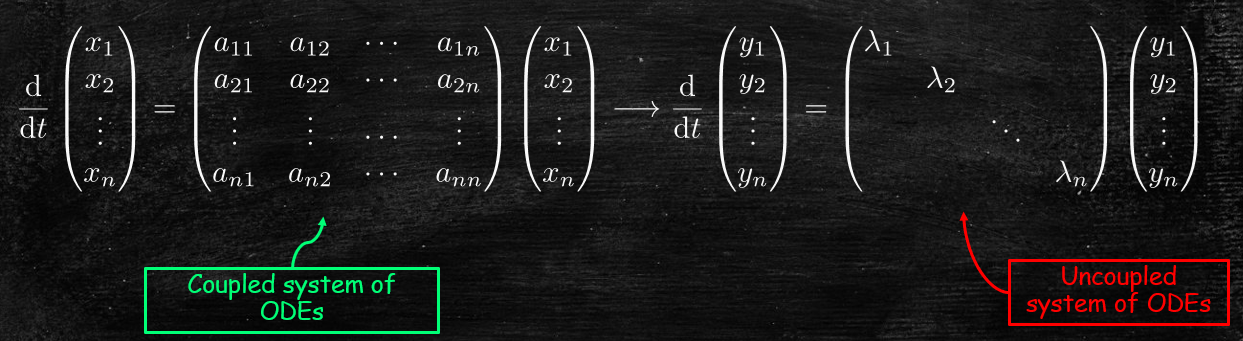 $\frac{\mathrm{d}}{\mathrm{d}t}\begin{pmatrix} x_1 \\ x_2 \\ \vdots \\ x_n \end{pmatrix} = \begin{pmatrix} a_{11} & a_{12} & \cdots & a_{1n} \\ a_{21} & a_{22} & \cdots & a_{2n} \\ \vdots & \vdots & \cdots & \vdots \\ a_{n1} & a_{n2} & \cdots & a_{nn} \end{pmatrix}\begin{pmatrix} x_1 \\ x_2 \\ \vdots \\ x_n \end{pmatrix} \longrightarrow \frac{\mathrm{d}}{\mathrm{d}t}\begin{pmatrix} y_1 \\ y_2 \\ \vdots \\ y_n \end{pmatrix} = \begin{pmatrix} \lambda_1 & & & \\ & \lambda_2 & & \\ & & \ddots & \\ & & & \lambda_n \end{pmatrix}\begin{pmatrix} y_1 \\ y_2 \\ \vdots \\ y_n \end{pmatrix}$
Coupled system of
ODEs
Uncoupled
system of ODEs